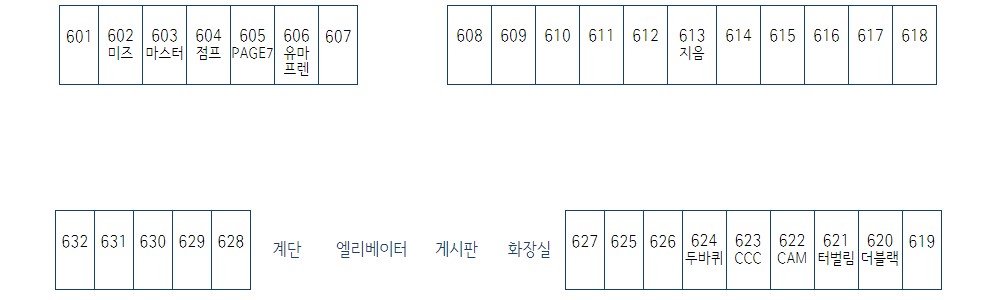 601 602 603 604 605 606 607 608 609 610 611 612 613 614 615 616 617 618
미즈 마스터 점프 PAGE7 유마 지음
프렌
632 631 630 629 628 계단 엘리베이터 게시판 화장실 627 625 626 624 623 622 621 620 619
두바퀴 CCC CAM 터벌림 더블랙